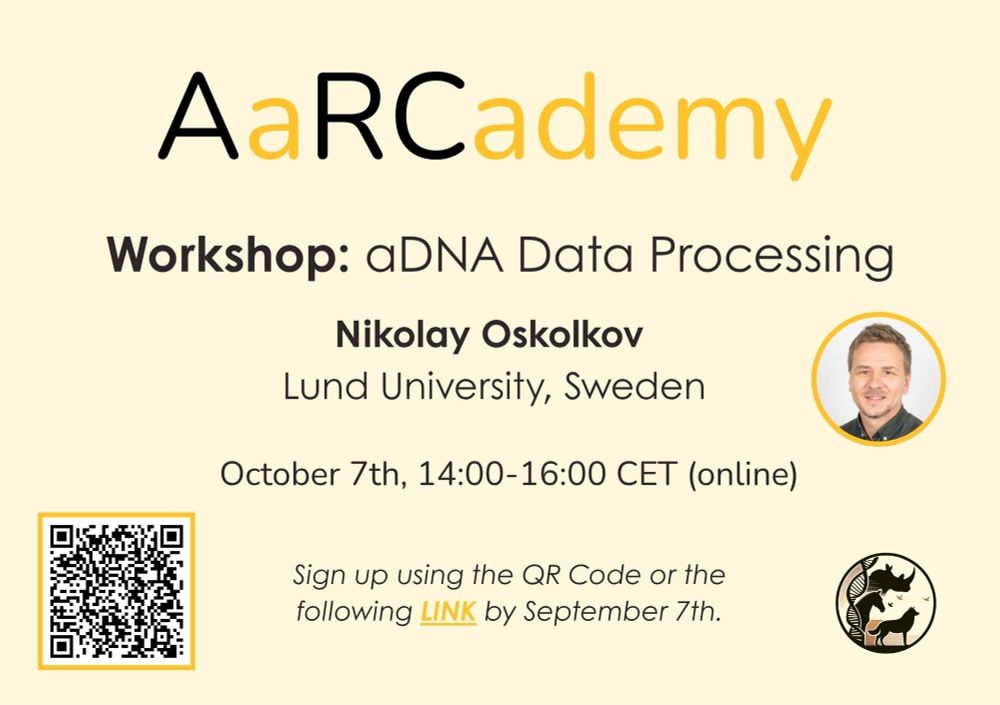 AaRCademy
Workshop: aDNA Data Processing
Nikolay Oskolkov
Lund University, Sweden
October 7th, 14:00-16:00 CET (online)
Sign up using the QR Code or the
following LINK by September 7th.